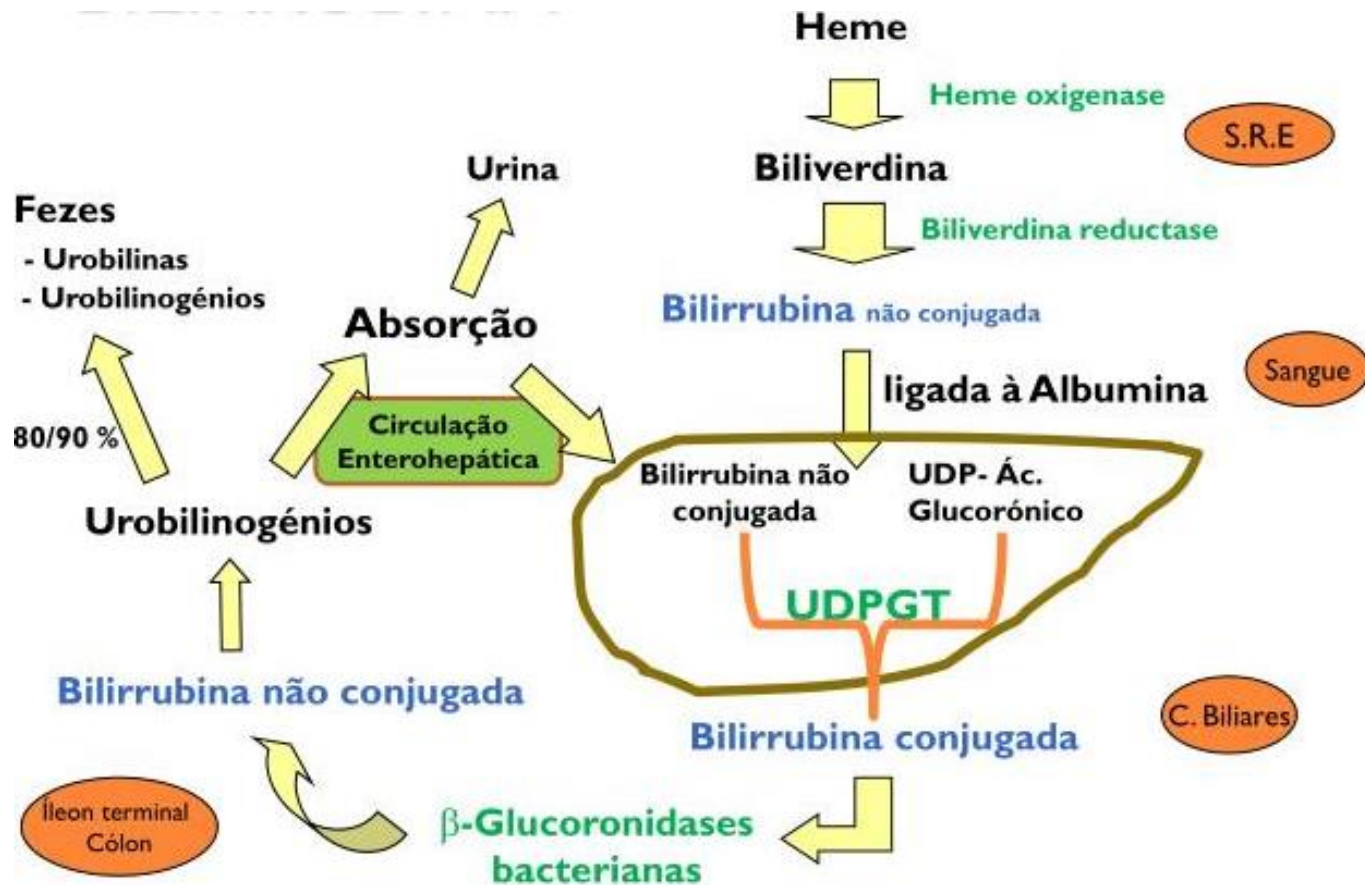 Heme
Heme oxigenase
S.R.E
Biliverdina
Biliverdina reductase
Bilirrubina não conjugada
Sangue
ligada à Albumina
Bilirrubina não
conjugada
UDP- Ác.
Glucorónico
UDPGT
C. Biliares
Bilirrubina conjugada
β-Glucoronidases
bacterianas
Íleon terminal
Cólon
Bilirrubina não conjugada
Urobilinogénios
80/90 %
Fezes
- Urobilinas
- Urobilinogénios
Absorção
Urina
Circulação
Enterohepática